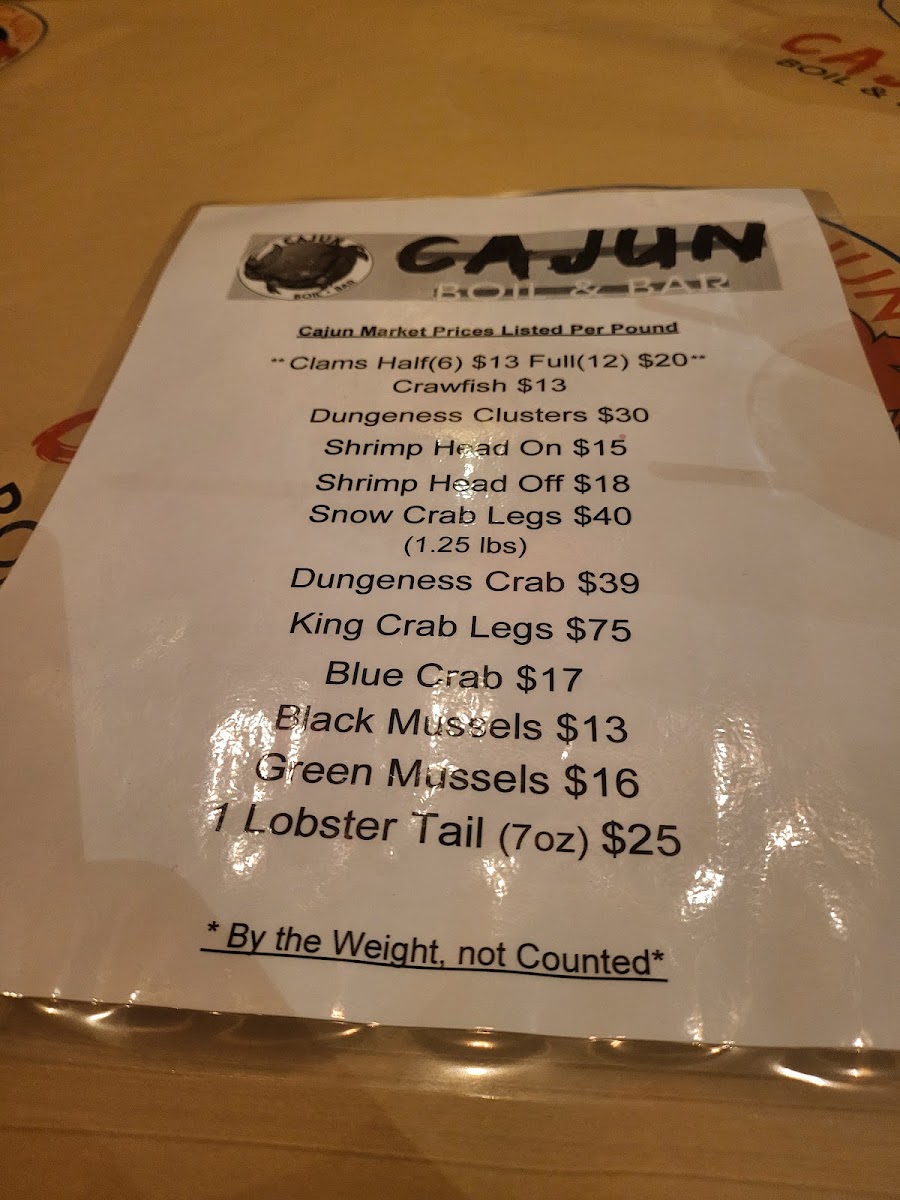 CAJUN
BOIL & BAR
CAJUN
BOIL & BAR
Cajun Market Prices Listed Per Pound
**Clams Half(6) $13 Full(12) $20**
Crawfish $13
Dungeness Clusters $30
Shrimp Head On $15
Shrimp Head Off $18
Snow Crab Legs $40
(1.25 lbs)
Dungeness Crab $39
King Crab Legs $75
Blue Crab $17
Black Mussels $13
Green Mussels $16
1 Lobster Tail (7oz) $25
* By the Weight, not Counted*